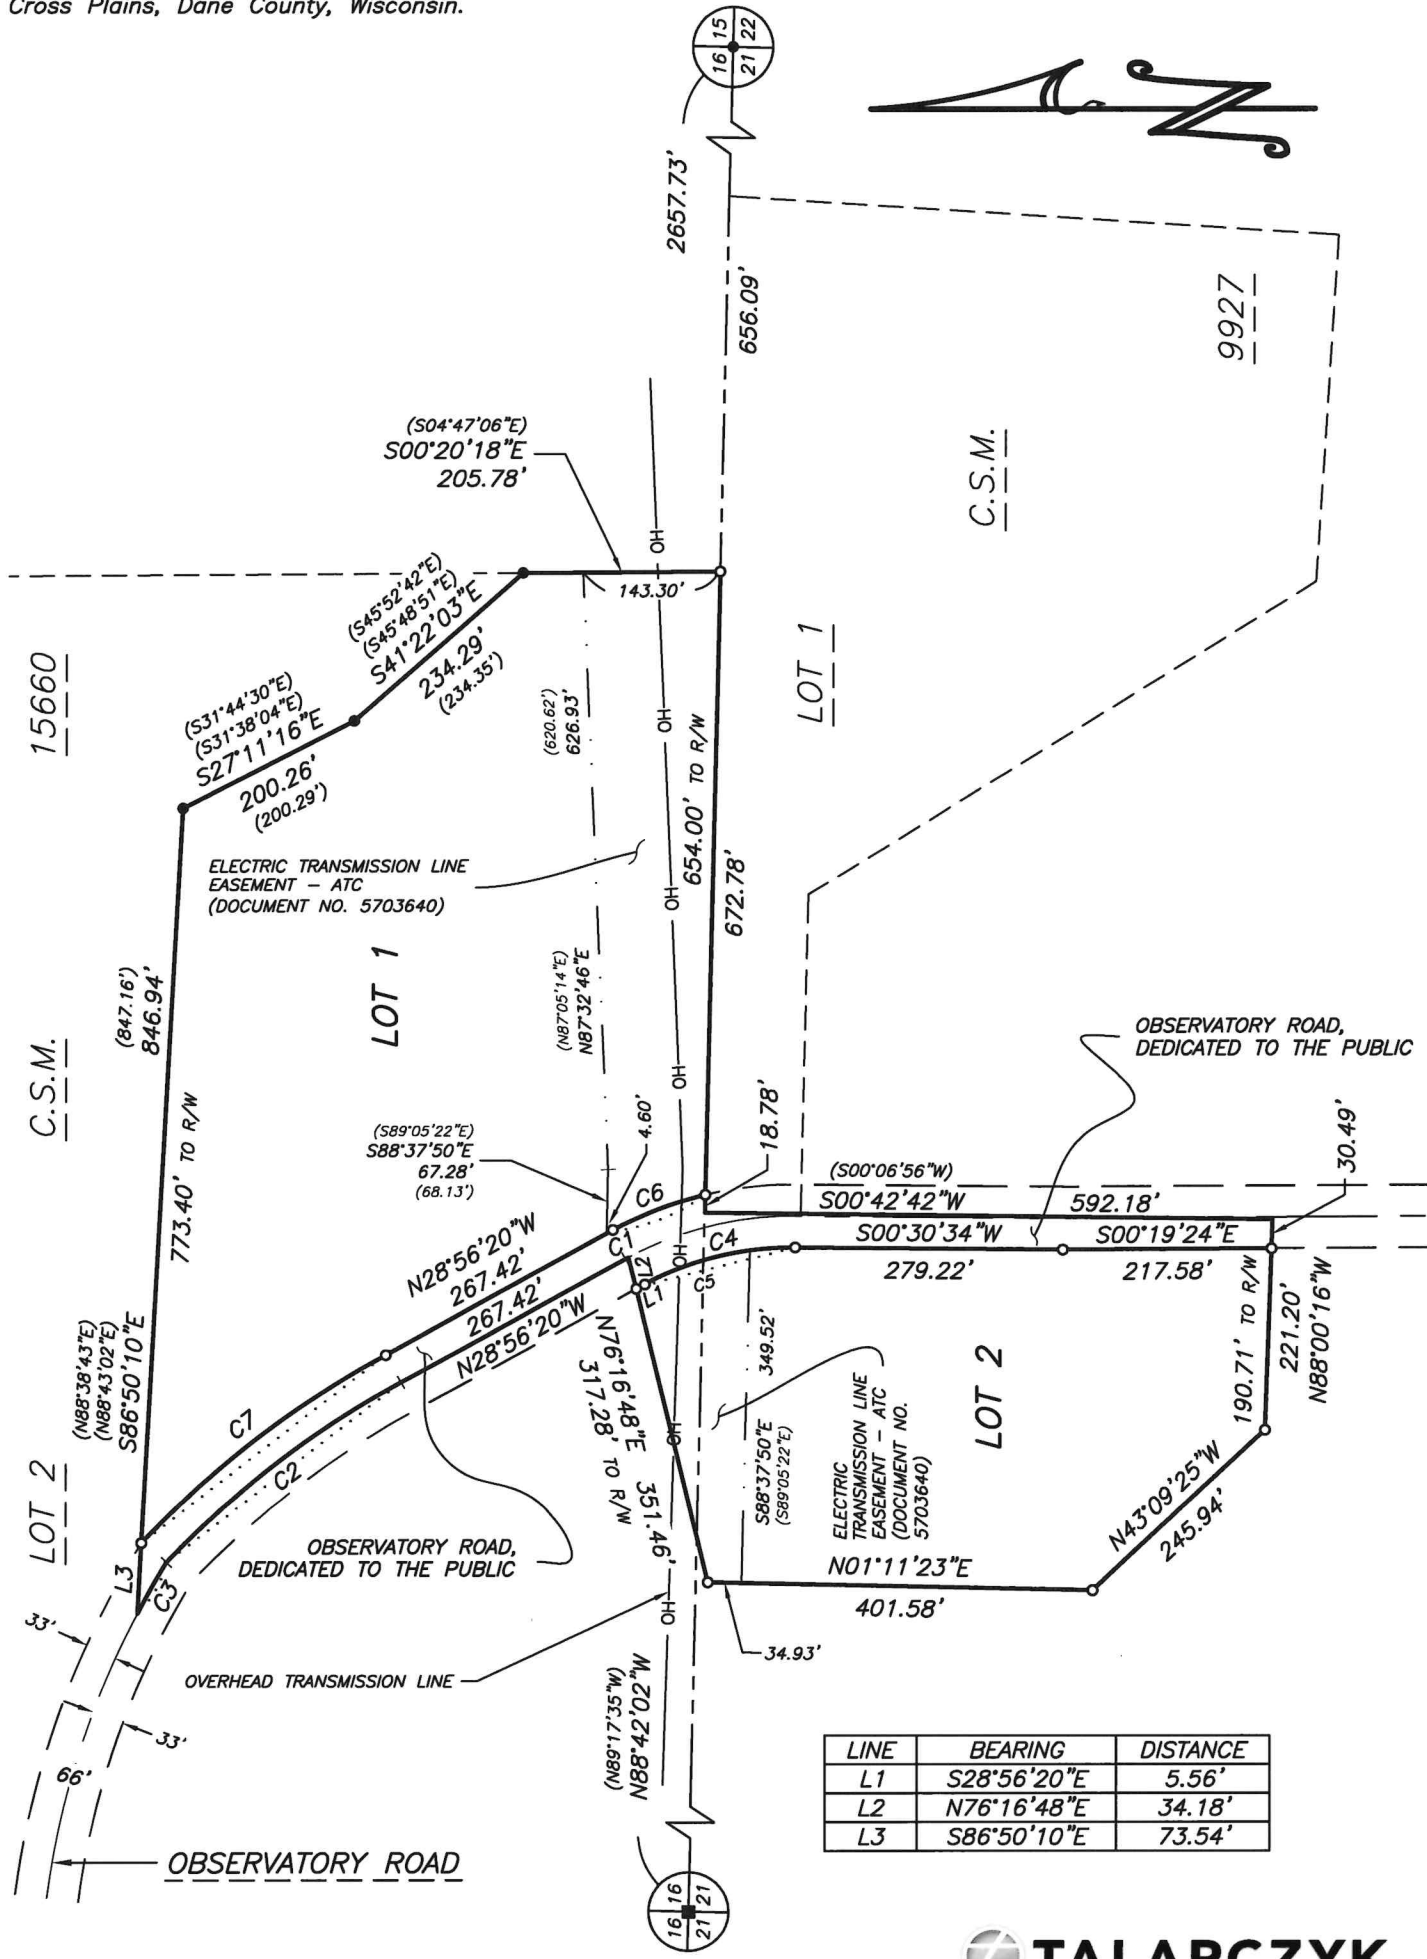 Cross Plains, Dane County, Wisconsin.
16 15
21 22
2657.73'
656.09'
9927
C.S.M.
(S04°47'06"E)
S00°20'18"E
205.78'
OH
143.30'
(S45°52'42"E)
(S45°48'51"E)
S41°22'03"E
234.29'
(234.35')
15660
(S31°44'30"E)
(S31°38'04"E)
S27°11'16"E
200.26'
(200.29')
LOT 1
(620.62')
626.93'
OH
654.00' TO R/W
672.78'
ELECTRIC TRANSMISSION LINE
EASEMENT – ATC
(DOCUMENT NO. 5703640)
OH
LOT 1
(847.16')
846.94'
(N87°05'14"E)
N87°32'46"E
C.S.M.
OH
OBSERVATORY ROAD,
DEDICATED TO THE PUBLIC
773.40' TO R/W
(S89°05'22"E)
S88°37'50"E
67.28'
(68.13')
4.60'
18.78'
30.49'
(S00°06'56"W)
S00°42'42"W
592.18'
C6
C1
C4
S00°30'34"W
S00°19'24"E
279.22'
217.58'
OH
L2
L1
C5
N28°56'20"W
267.42'
267.42'
N28°56'20"W
(N88°38'43"E)
(N88°43'02"E)
S86°50'10"E
190.71' TO R/W
221.20'
N88°00'16"W
N76°16'48"E 351.46'
317.28' TO R/W
349.52'
S88°37'50"E
(S89°05'22"E)
ELECTRIC
TRANSMISSION LINE
EASEMENT – ATC
(DOCUMENT NO.
5703640)
LOT 2
C7
C2
OH
LOT 2
N43°09'25"W
245.94'
OBSERVATORY ROAD,
DEDICATED TO THE PUBLIC
L3
C3
N01°11'23"E
401.58'
OH
33'
34.93'
OVERHEAD TRANSMISSION LINE
(N89°17'35"W)
N88°42'02"W
33'
66'
LINE BEARING DISTANCE
L1 S28°56'20"E 5.56'
L2 N76°16'48"E 34.18'
L3 S86°50'10"E 73.54'
OBSERVATORY ROAD
16 16
21 21
TALARCZYK